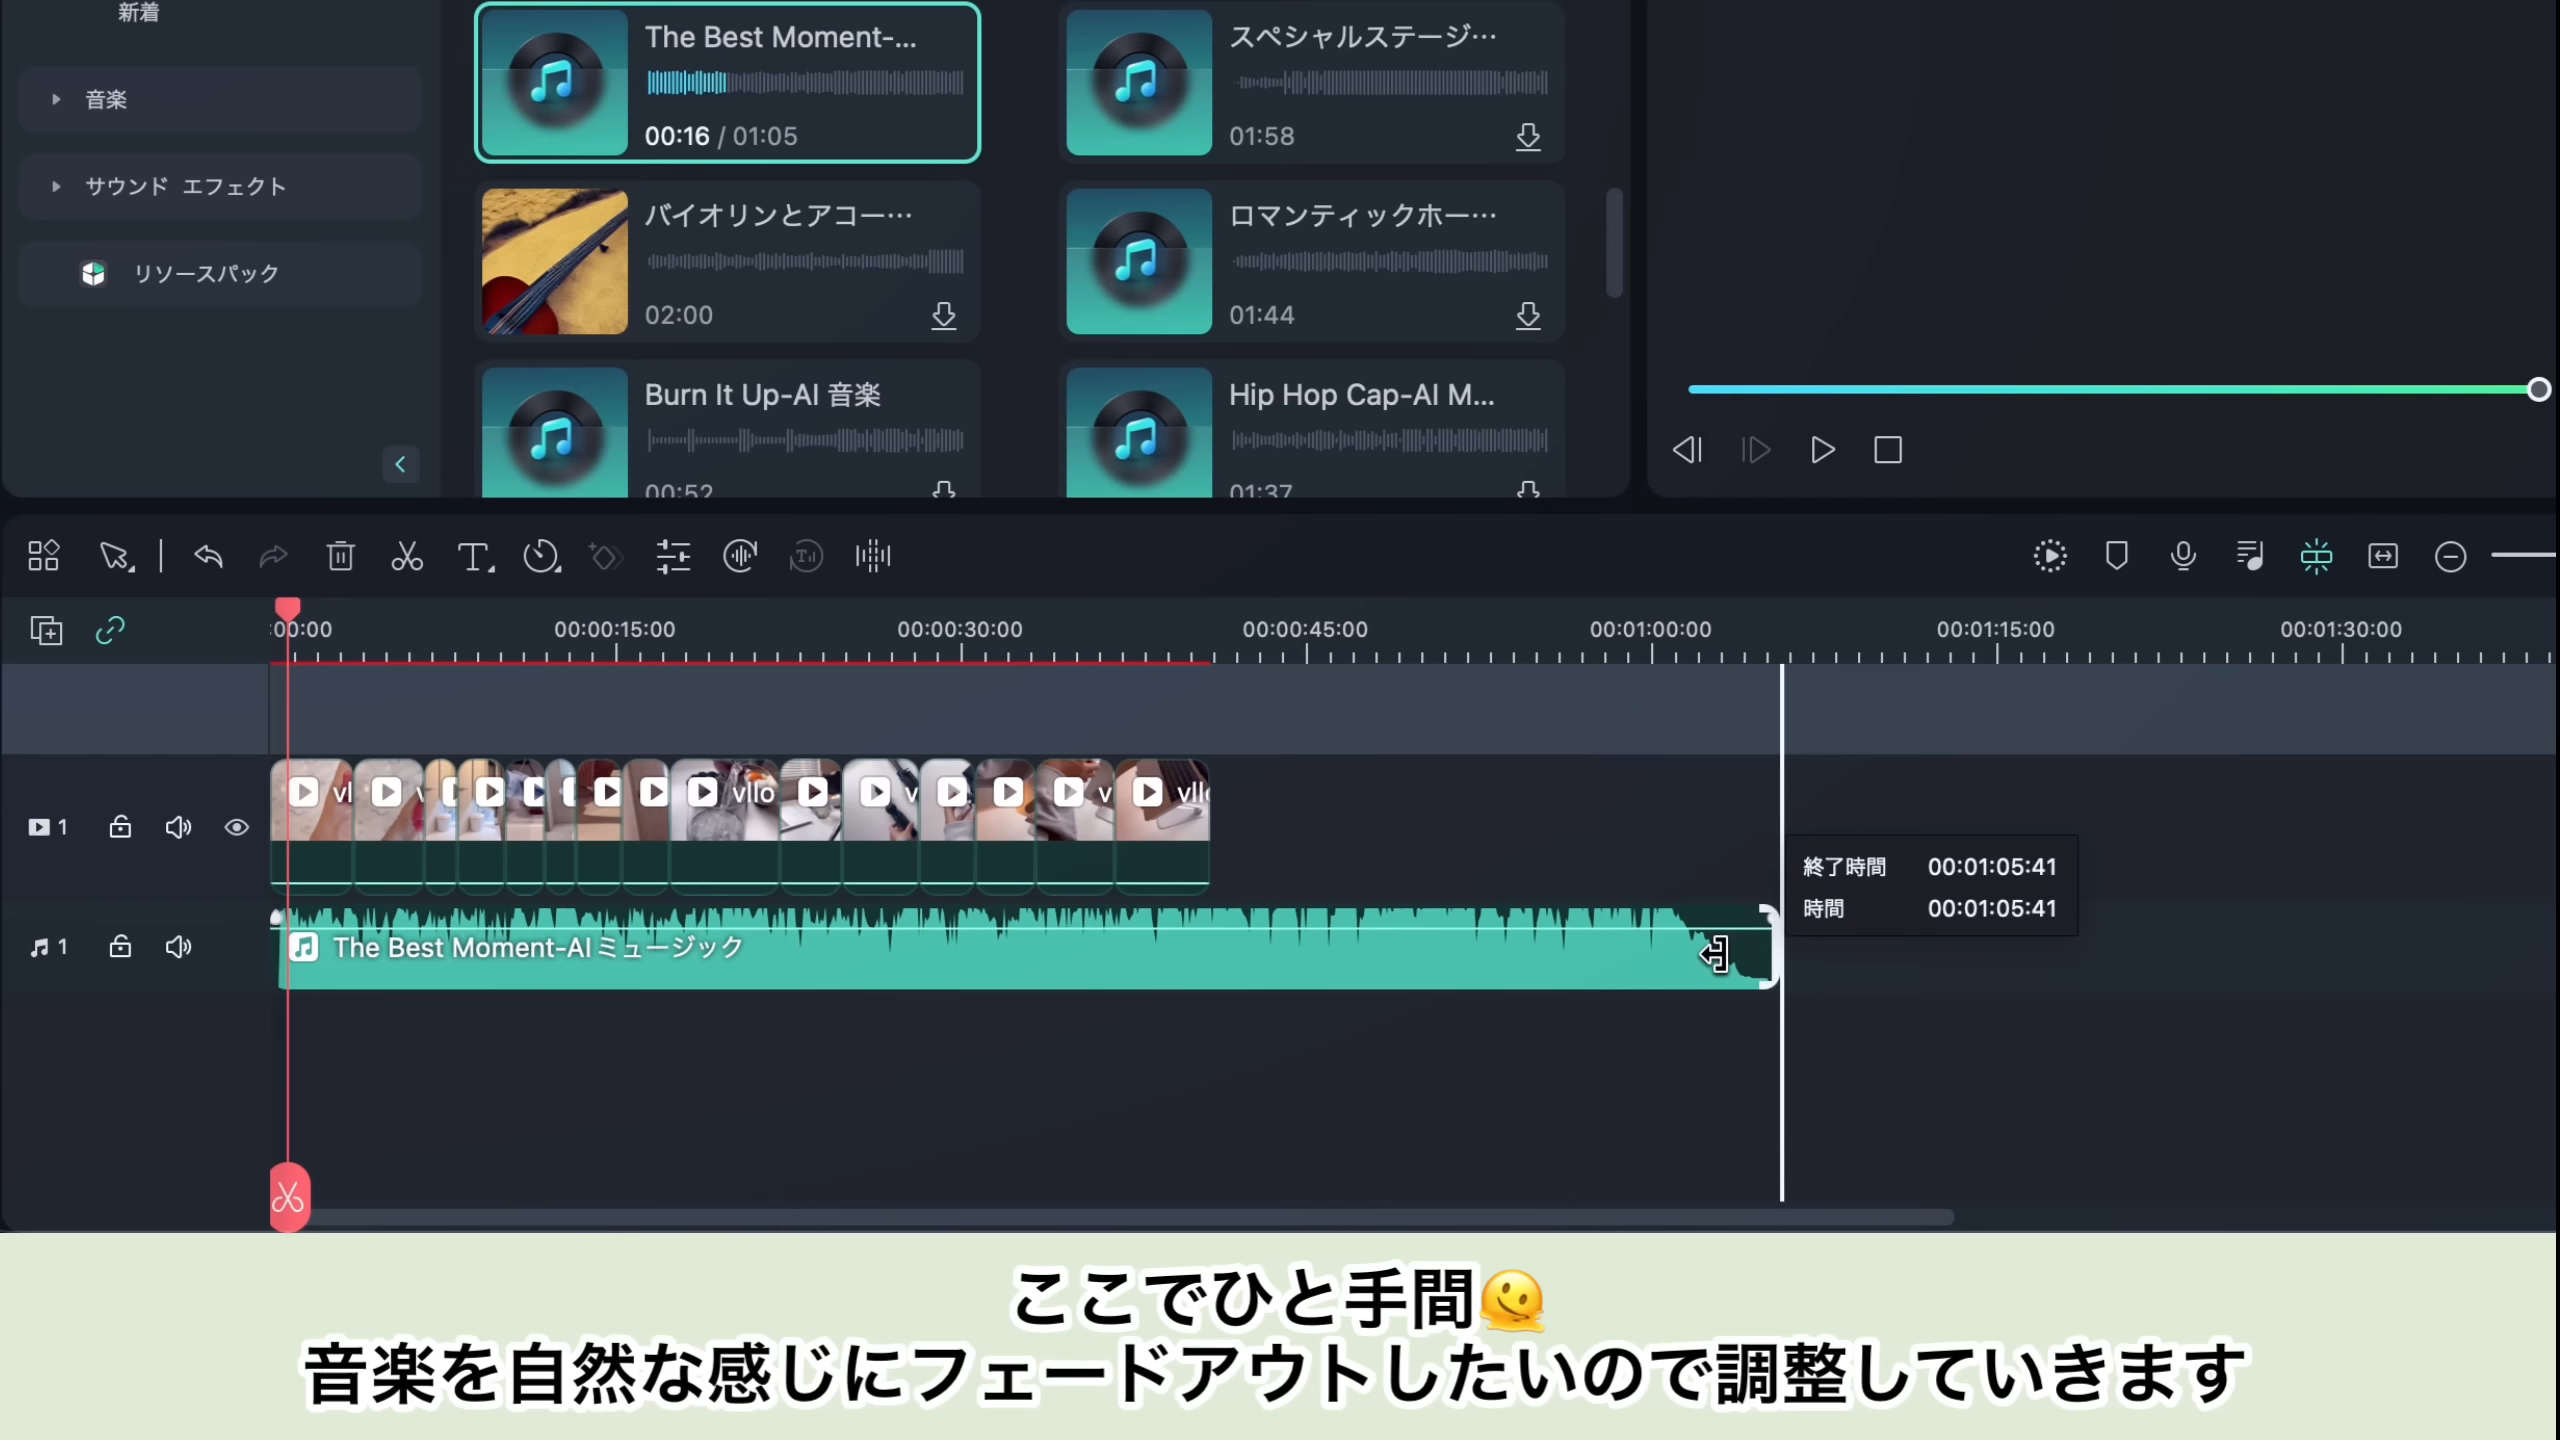 新着
音楽
サウンド エフェクト
リソースパック
The Best Moment-...
00:16 / 01:05
スペシャルステージ…
01:58
バイオリンとアコー…
02:00
ロマンティックホー…
01:44
Burn It Up-AI 音楽
00:52
Hip Hop Cap-AI M...
01:37
:00:00
00:00:15:00
00:00:30:00
00:00:45:00
00:01:00:00
00:01:15:00
00:01:30:00
1
vl
vllo
v
v
vll
終了時間 00:01:05:41
時間 00:01:05:41
1
The Best Moment-AIミュージック
ここでひと手間🫠
音楽を自然な感じにフェードアウトしたいので調整していきます